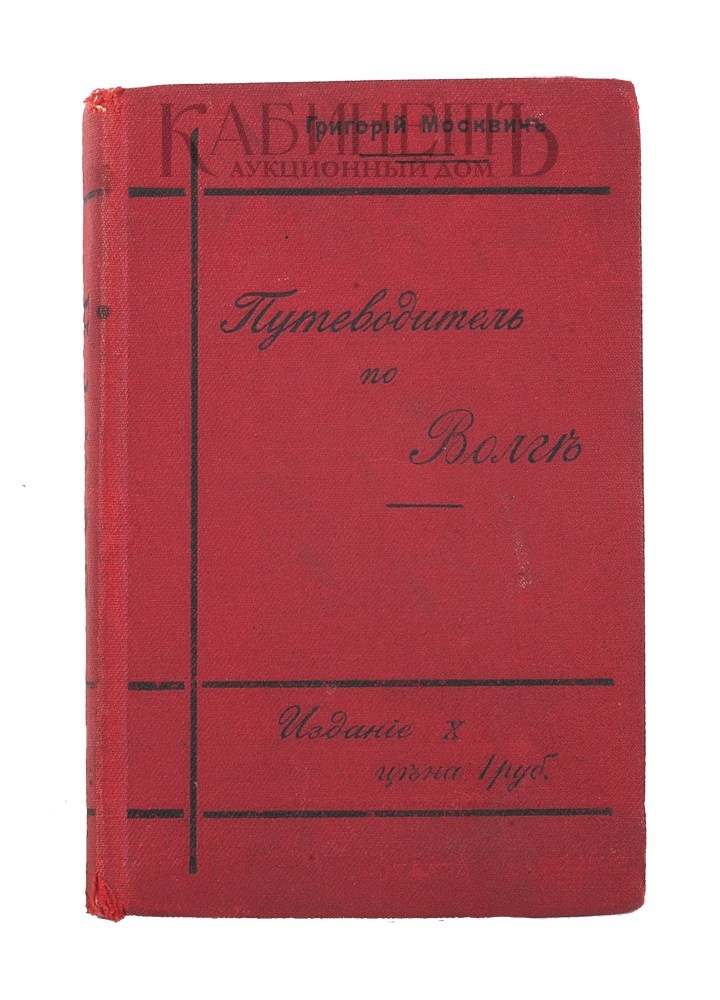 КАБИНЕТЪ
Григорій Москвичъ
АУКЦИОННЫЙ ДОМ
Путеводитель
по
Волгѣ
Изданіе X
цѣна 1 руб.